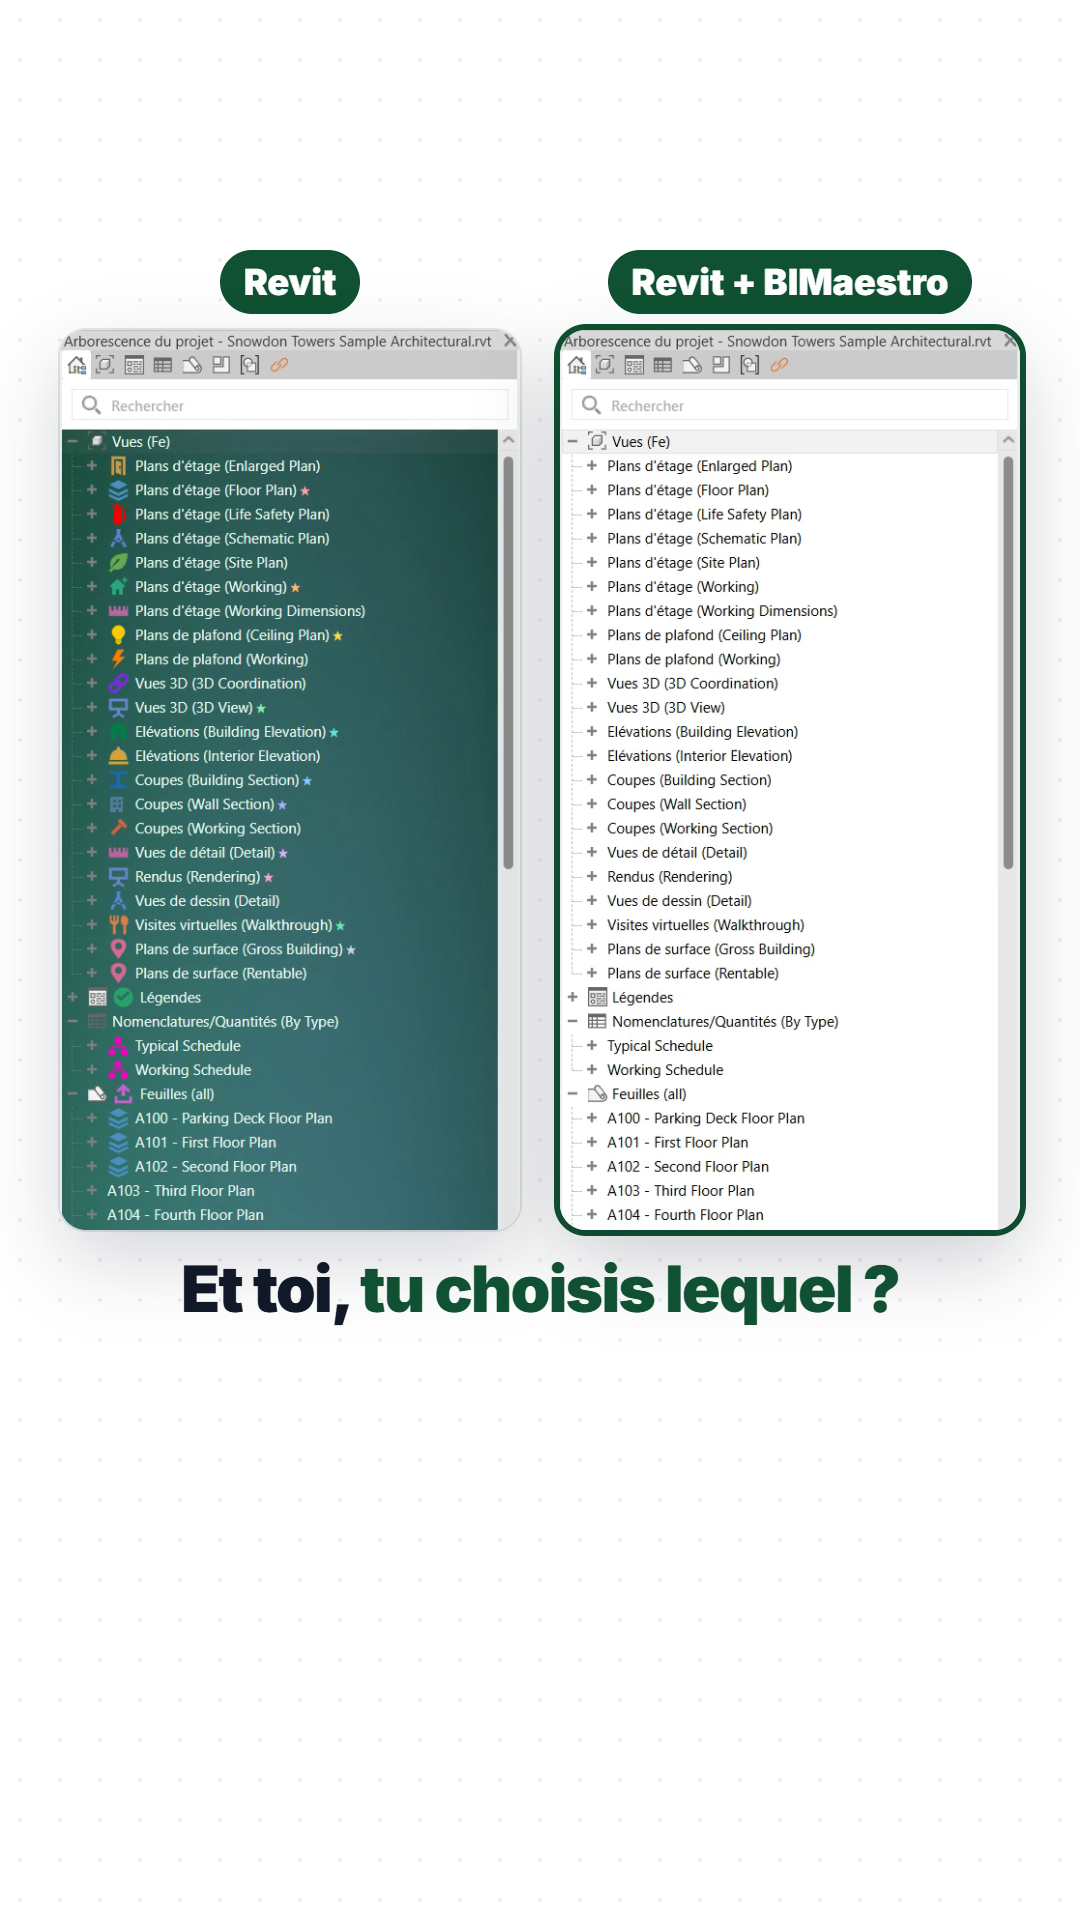 Revit
Arborescence du projet - Snowdon Towers Sample Architectural.rvt
Rechercher
Vues (Fe)
Plans d'étage (Enlarged Plan)
Plans d'étage (Floor Plan)
Plans d'étage (Life Safety Plan)
Plans d'étage (Schematic Plan)
Plans d'étage (Site Plan)
Plans d'étage (Working)
Plans d'étage (Working Dimensions)
Plans de plafond (Ceiling Plan)
Plans de plafond (Working)
Vues 3D (3D Coordination)
Vues 3D (3D View)
Elévations (Building Elevation)
Elévations (Interior Elevation)
Coupes (Building Section)
Coupes (Wall Section)
Coupes (Working Section)
Vues de détail (Detail)
Rendus (Rendering)
Vues de dessin (Detail)
Visites virtuelles (Walkthrough)
Plans de surface (Gross Building)
Plans de surface (Rentable)
Légendes
Nomenclatures/Quantités (By Type)
Typical Schedule
Working Schedule
Feuilles (all)
A100 - Parking Deck Floor Plan
A101 - First Floor Plan
A102 - Second Floor Plan
A103 - Third Floor Plan
A104 - Fourth Floor Plan
Revit + BIMaestro
Arborescence du projet - Snowdon Towers Sample Architectural.rvt
Rechercher
Vues (Fe)
Plans d'étage (Enlarged Plan)
Plans d'étage (Floor Plan)
Plans d'étage (Life Safety Plan)
Plans d'étage (Schematic Plan)
Plans d'étage (Site Plan)
Plans d'étage (Working)
Plans d'étage (Working Dimensions)
Plans de plafond (Ceiling Plan)
Plans de plafond (Working)
Vues 3D (3D Coordination)
Vues 3D (3D View)
Elévations (Building Elevation)
Elévations (Interior Elevation)
Coupes (Building Section)
Coupes (Wall Section)
Coupes (Working Section)
Vues de détail (Detail)
Rendus (Rendering)
Vues de dessin (Detail)
Visites virtuelles (Walkthrough)
Plans de surface (Gross Building)
Plans de surface (Rentable)
Légendes
Nomenclatures/Quantités (By Type)
Typical Schedule
Working Schedule
Feuilles (all)
A100 - Parking Deck Floor Plan
A101 - First Floor Plan
A102 - Second Floor Plan
A103 - Third Floor Plan
A104 - Fourth Floor Plan
Et toi, tu choisis lequel ?